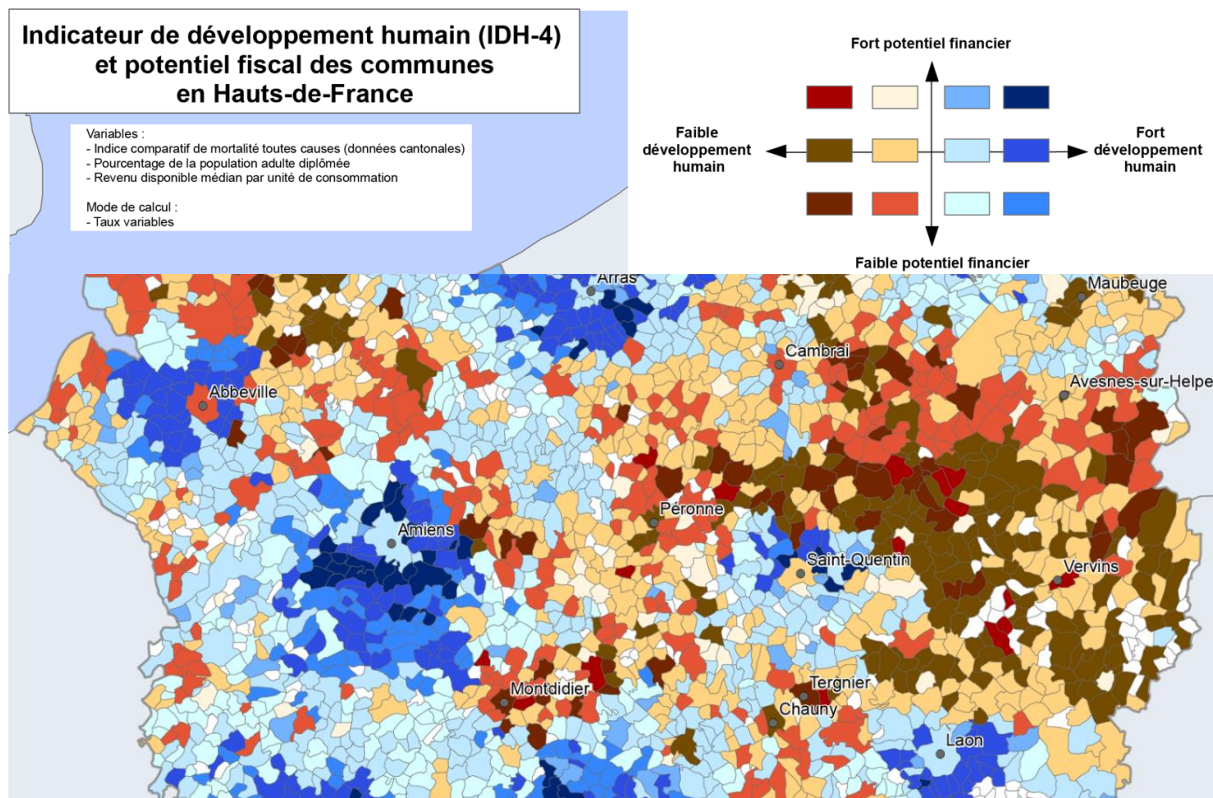 Indicateur de développement humain (IDH-4)
et potentiel fiscal des communes
en Hauts-de-France
Variables :
- Indice comparatif de mortalité toutes causes (données cantonales)
- Pourcentage de la population adulte diplômée
- Revenu disponible médian par unité de consommation
Mode de calcul :
- Taux variables
Fort potentiel financier
Faible
développement
humain
Fort
développement
humain
Faible potentiel financier
Arras
Maubeuge
Cambrai
Avesnes-sur-Helpe
Abbeville
Péronne
Amiens
Saint-Quentin
Vervins
Tergnier
Montdidier
Chauny
Laon